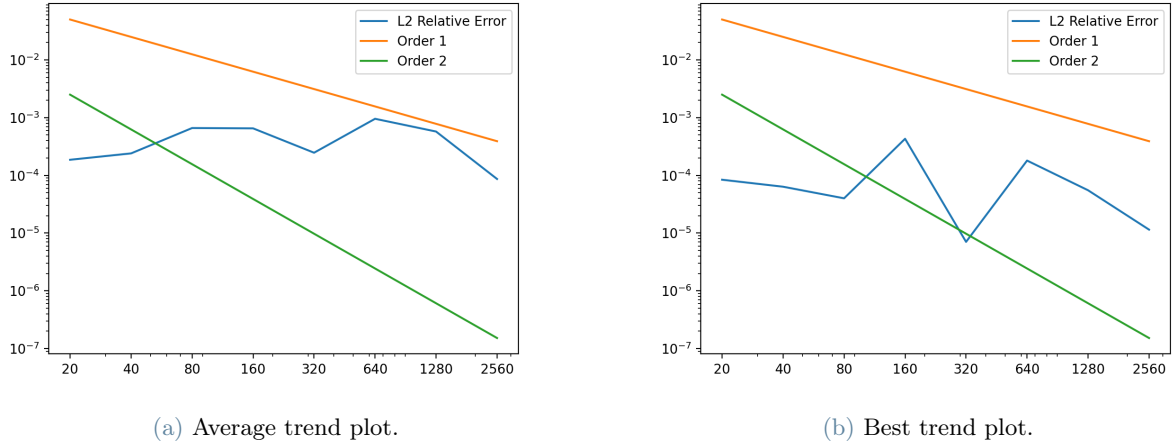 L2 Relative Error
Order 1
Order 2
10⁻²
10⁻³
10⁻⁴
10⁻⁵
10⁻⁶
10⁻⁷
20 40 80 160 320 640 1280 2560
(a) Average trend plot.
L2 Relative Error
Order 1
Order 2
10⁻²
10⁻³
10⁻⁴
10⁻⁵
10⁻⁶
10⁻⁷
20 40 80 160 320 640 1280 2560
(b) Best trend plot.